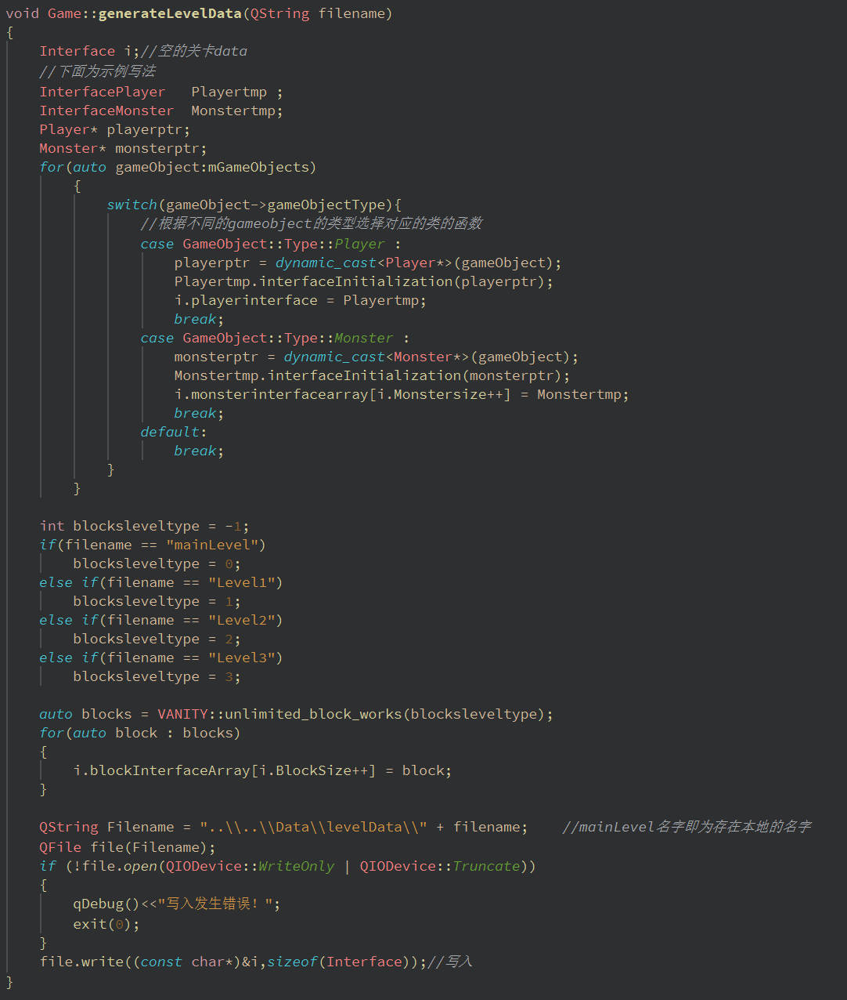 void Game::generateLevelData(QString filename)
{
    Interface i;//空的关卡data
    //下面为示例写法
    InterfacePlayer   Playertmp ;
    InterfaceMonster  Monstertmp;
    Player* playerptr;
    Monster* monsterptr;
    for(auto gameObject:mGameObjects)
        {
            switch(gameObject->gameObjectType){
                //根据不同的gameobject的类型选择对应的类的函数
                case GameObject::Type::Player :
                    playerptr = dynamic_cast<Player*>(gameObject);
                    Playertmp.interfaceInitialization(playerptr);
                    i.playerinterface = Playertmp;
                    break;
                case GameObject::Type::Monster :
                    monsterptr = dynamic_cast<Monster*>(gameObject);
                    Monstertmp.interfaceInitialization(monsterptr);
                    i.monsterinterfacearray[i.Monstersize++] = Monstertmp;
                    break;
                default:
                    break;
            }
        }

    int blocksleveltype = -1;
    if(filename == "mainLevel")
        blocksleveltype = 0;
    else if(filename == "Level1")
        blocksleveltype = 1;
    else if(filename == "Level2")
        blocksleveltype = 2;
    else if(filename == "Level3")
        blocksleveltype = 3;

    auto blocks = VANITY::unlimited_block_works(blocksleveltype);
    for(auto block : blocks)
    {
        i.blockInterfaceArray[i.BlockSize++] = block;
    }

    QString Filename = "..\\..\\Data\\levelData\\" + filename;    //mainLevel名字即为存在本地的名字
    QFile file(Filename);
    if (!file.open(QIODevice::WriteOnly | QIODevice::Truncate))
    {
        qDebug()<<"写入发生错误！";
        exit(0);
    }
    file.write((const char*)&i,sizeof(Interface));//写入
}